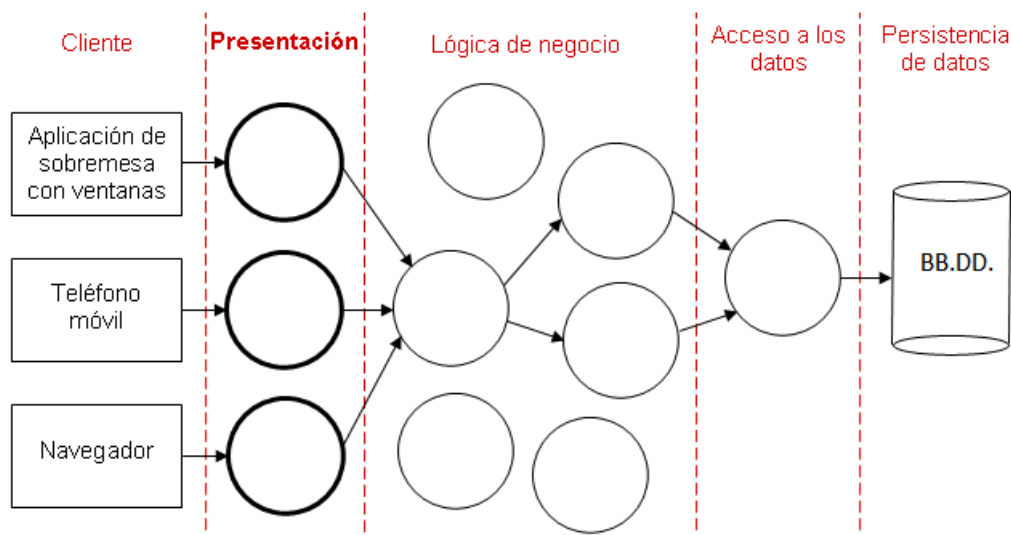 Cliente
Presentación
Lógica de negocio
Acceso a los
datos
Persistencia
de datos
Aplicación de
sobremesa
con ventanas
Teléfono
móvil
Navegador
BB.DD.